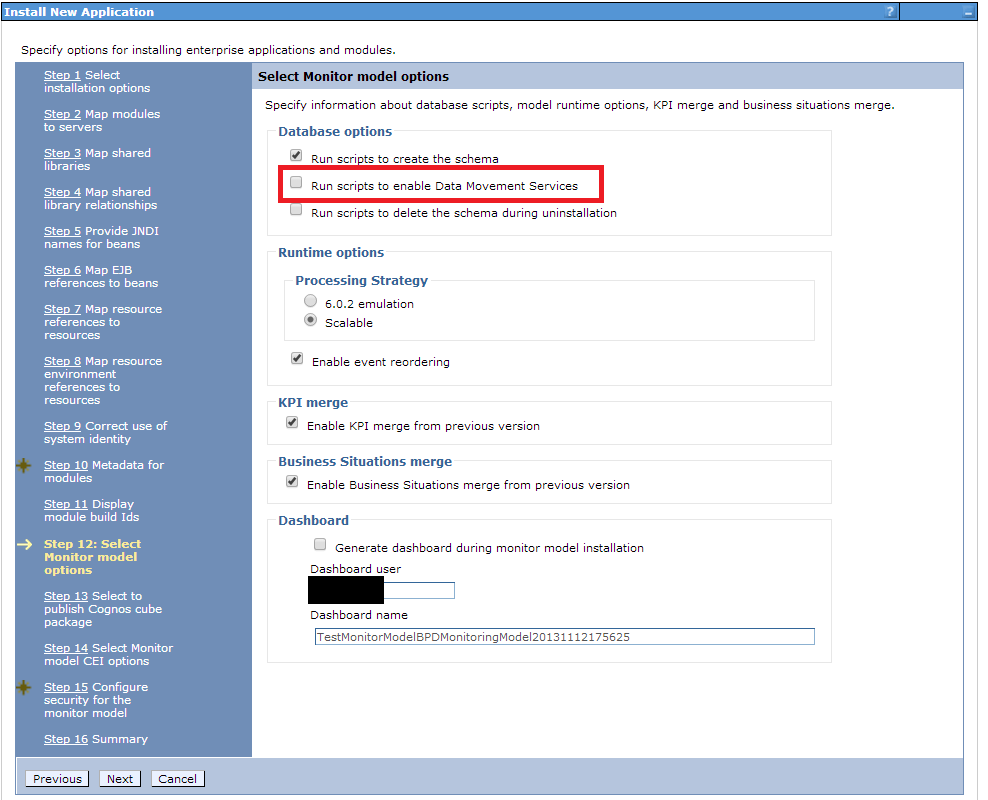 Install New Application
?
Specify options for installing enterprise applications and modules.
Step 1 Select
installation options
Step 2 Map modules
to servers
Step 3 Map shared
libraries
Step 4 Map shared
library relationships
Step 5 Provide JNDI
names for beans
Step 6 Map EJB
references to beans
Step 7 Map resource
references to
resources
Step 8 Map resource
environment
references to
resources
Step 9 Correct use of
system identity
Step 10 Metadata for
modules
Step 11 Display
module build Ids
Step 12: Select
Monitor model
options
Step 13 Select to
publish Cognos cube
package
Step 14 Select Monitor
model CEI options
Step 15 Configure
security for the
monitor model
Step 16 Summary
Select Monitor model options
Specify information about database scripts, model runtime options, KPI merge and business situations merge.
Database options
Run scripts to create the schema
Run scripts to enable Data Movement Services
Run scripts to delete the schema during uninstallation
Runtime options
Processing Strategy
6.0.2 emulation
Scalable
Enable event reordering
KPI merge
Enable KPI merge from previous version
Business Situations merge
Enable Business Situations merge from previous version
Dashboard
Generate dashboard during monitor model installation
Dashboard user
Dashboard name
TestMonitorModelBPDMonitoringModel20131112175625
Previous Next Cancel